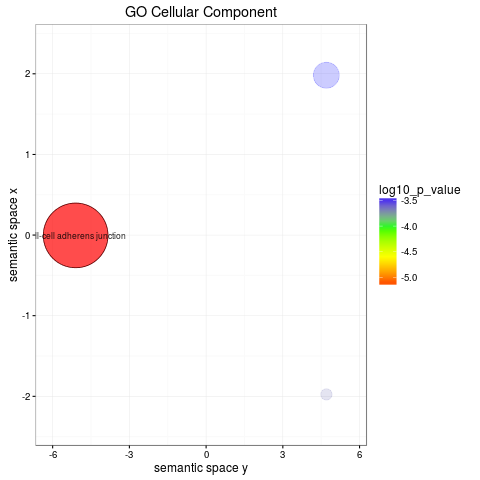 GO Cellular Component
semantic space x
2
1
0
-1
-2
ll-cell adherens junction
-6
-3
0
3
6
semantic space y
log10_p_value
-3.5
-4.0
-4.5
-5.0